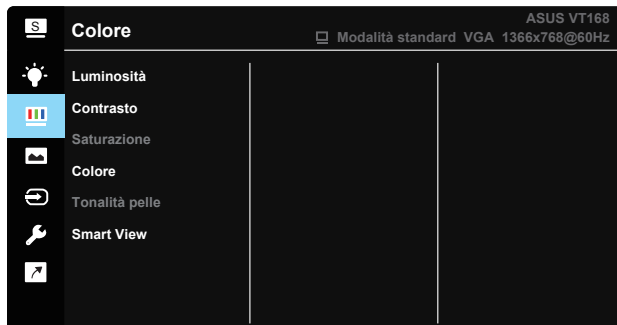 S
Colore
ASUS VT168
Modalità standard VGA 1366x768@60Hz
Luminosità
Contrasto
Saturazione
Colore
Tonalità pelle
Smart View